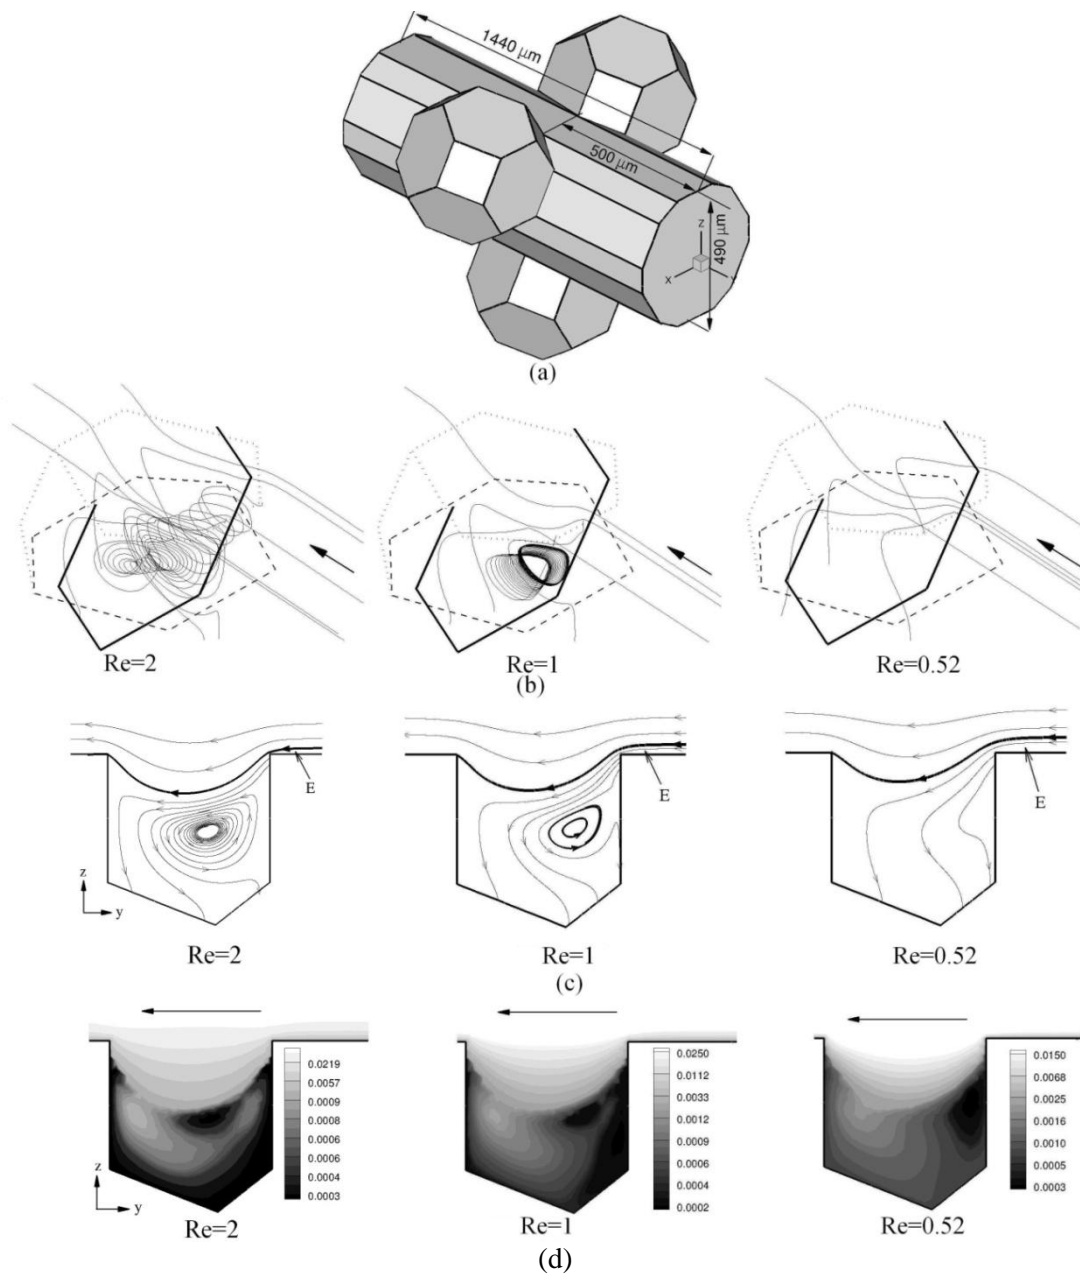 1440 μm
500 μm
490 μm
z
x
(a)
Re=2
Re=1
Re=0.52
(b)
E
E
E
z
y
Re=2
Re=1
Re=0.52
(c)
0.0219
0.0057
0.0009
0.0008
0.0006
0.0006
0.0004
0.0003
0.0250
0.0112
0.0033
0.0012
0.0009
0.0006
0.0004
0.0002
0.0150
0.0068
0.0025
0.0016
0.0010
0.0005
0.0003
z
y
Re=2
Re=1
Re=0.52
(d)